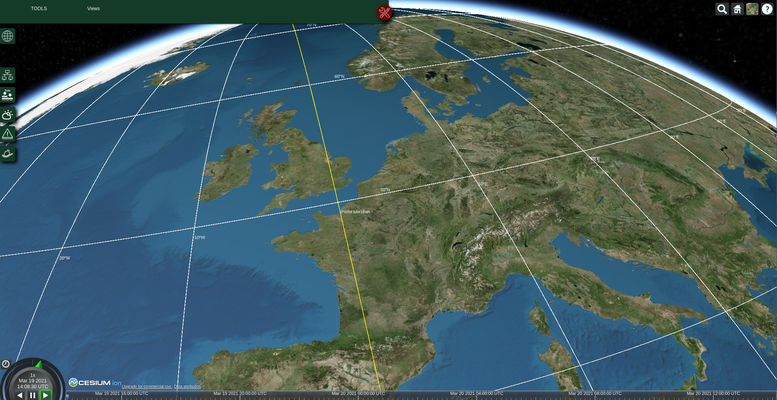 TOOLS Views
70°N
60°N
50°N
Prime Meridian
10°W
20°W
1x
Mar 19 2021
14:06:30 UTC
CESIUM ion
Upgrade for commercial use. Data attribution
Mar 19 2021 16:00:00 UTC Mar 19 2021 20:00:00 UTC Mar 20 2021 00:00:00 UTC Mar 20 2021 04:00:00 UTC Mar 20 2021 08:00:00 UTC Mar 20 2021 12:00:00 UTC